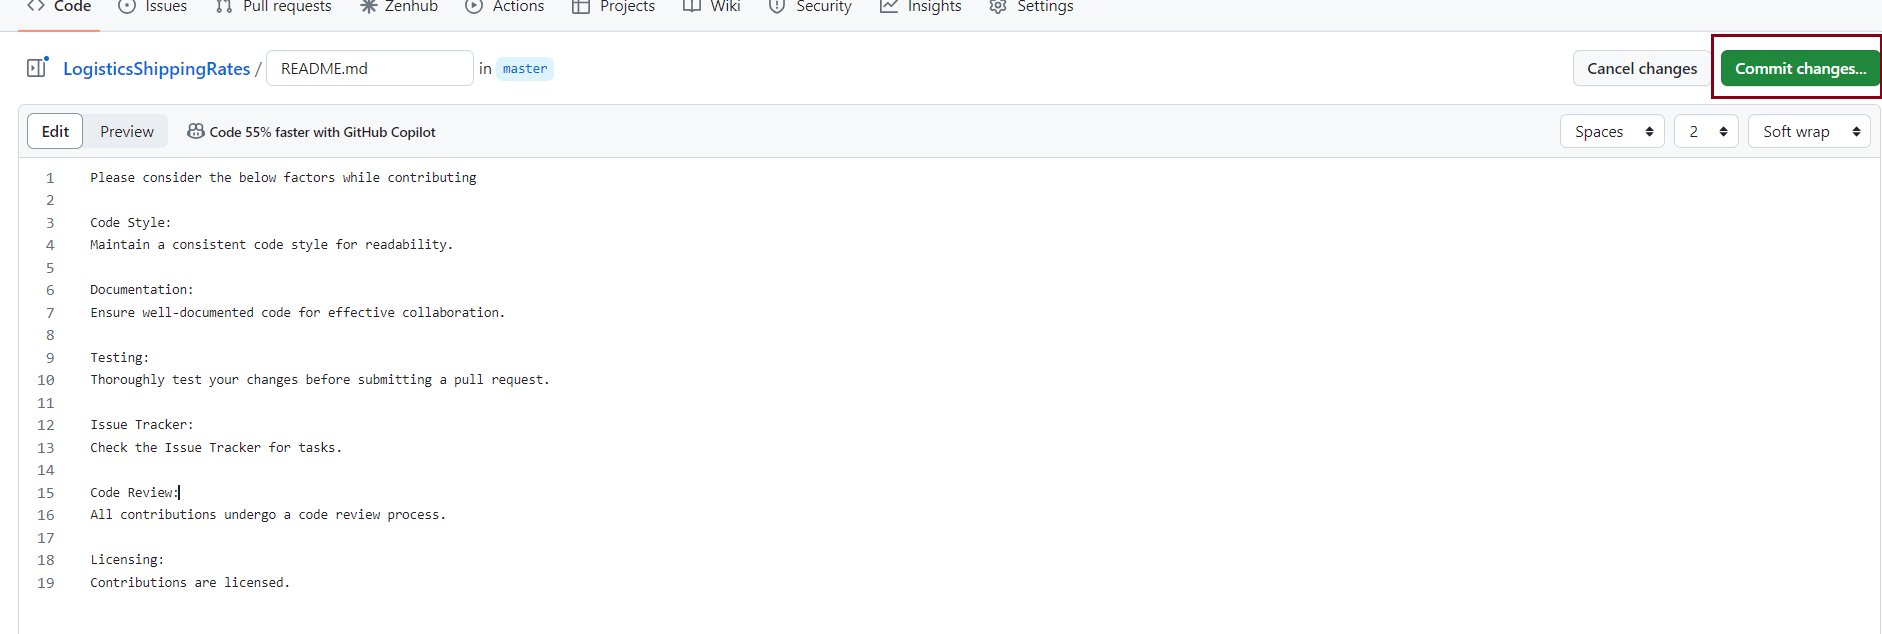 Code Issues Pull requests Zenhub Actions Projects Wiki Security Insights Settings
LogisticsShippingRates / README.md in master Cancel changes Commit changes...
Edit Preview Code 55% faster with GitHub Copilot Spaces 2 Soft wrap
1 Please consider the below factors while contributing
2
3 Code Style:
4 Maintain a consistent code style for readability.
5
6 Documentation:
7 Ensure well-documented code for effective collaboration.
8
9 Testing:
10 Thoroughly test your changes before submitting a pull request.
11
12 Issue Tracker:
13 Check the Issue Tracker for tasks.
14
15 Code Review:
16 All contributions undergo a code review process.
17
18 Licensing:
19 Contributions are licensed.